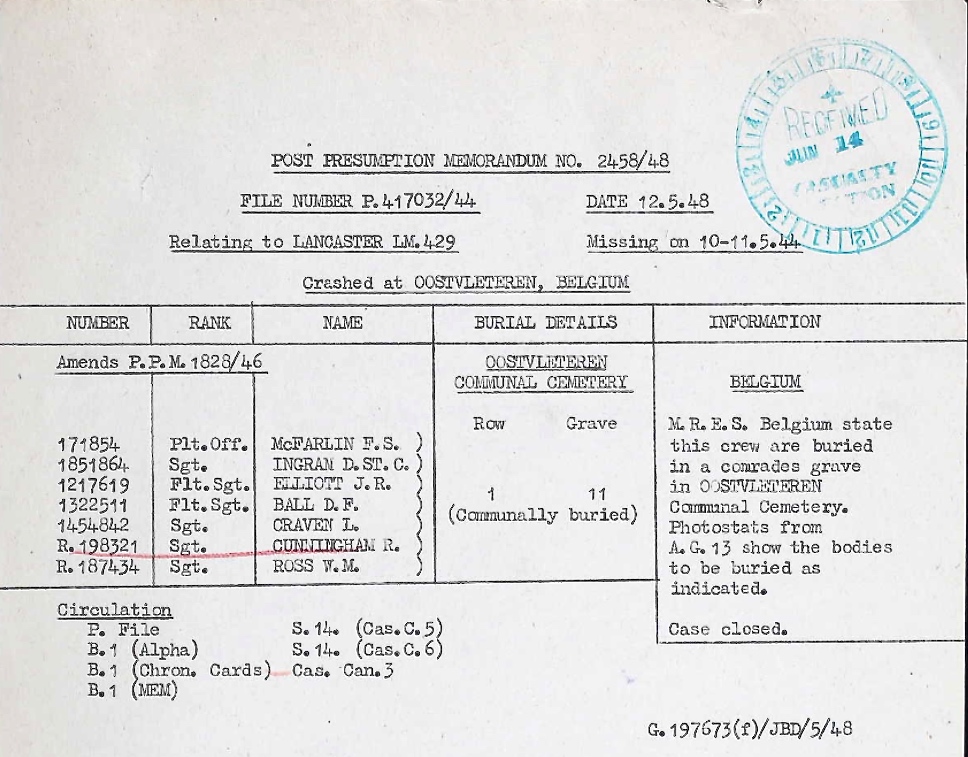 RECEIVED
JUN 14
CASUALTY
POST PRESUMPTION MEMORANDUM NO. 2458/48
FILE NUMBER P.417032/44 DATE 12.5.48
Relating to LANCASTER LM.429 Missing on 10-11.5.44
Crashed at OOSTVLETEREN, BELGIUM
NUMBER RANK NAME BURIAL DETAILS INFORMATION
Amends P.P.M.1828/46
171854 Plt.Off. McFARLIN F.S. )
1851864 Sgt. INGRAM D.ST.C. )
1217619 Flt.Sgt. ELLIOTT J.R. )
1322511 Flt.Sgt. BALL D.F. )
1454842 Sgt. CRAVEN L. )
R.198321 Sgt. CUNNINGHAM R. )
R.187434 Sgt. ROSS W.M. )
OOSTVLETEREN
COMMUNAL CEMETERY
Row Grave
1 11
(Communally buried)
BELGIUM
M.R.E.S. Belgium state
this crew are buried
in a comrades grave
in OOSTVLETEREN
Communal Cemetery.
Photostats from
A.G.13 show the bodies
to be buried as
indicated.
Case closed.
Circulation
P. File S.14. (Cas.C.5)
B.1 (Alpha) S.14. (Cas.C.6)
B.1 (Chron. Cards) Cas. Can.3
B.1 (MEM)
G.197673(f)/JBD/5/48